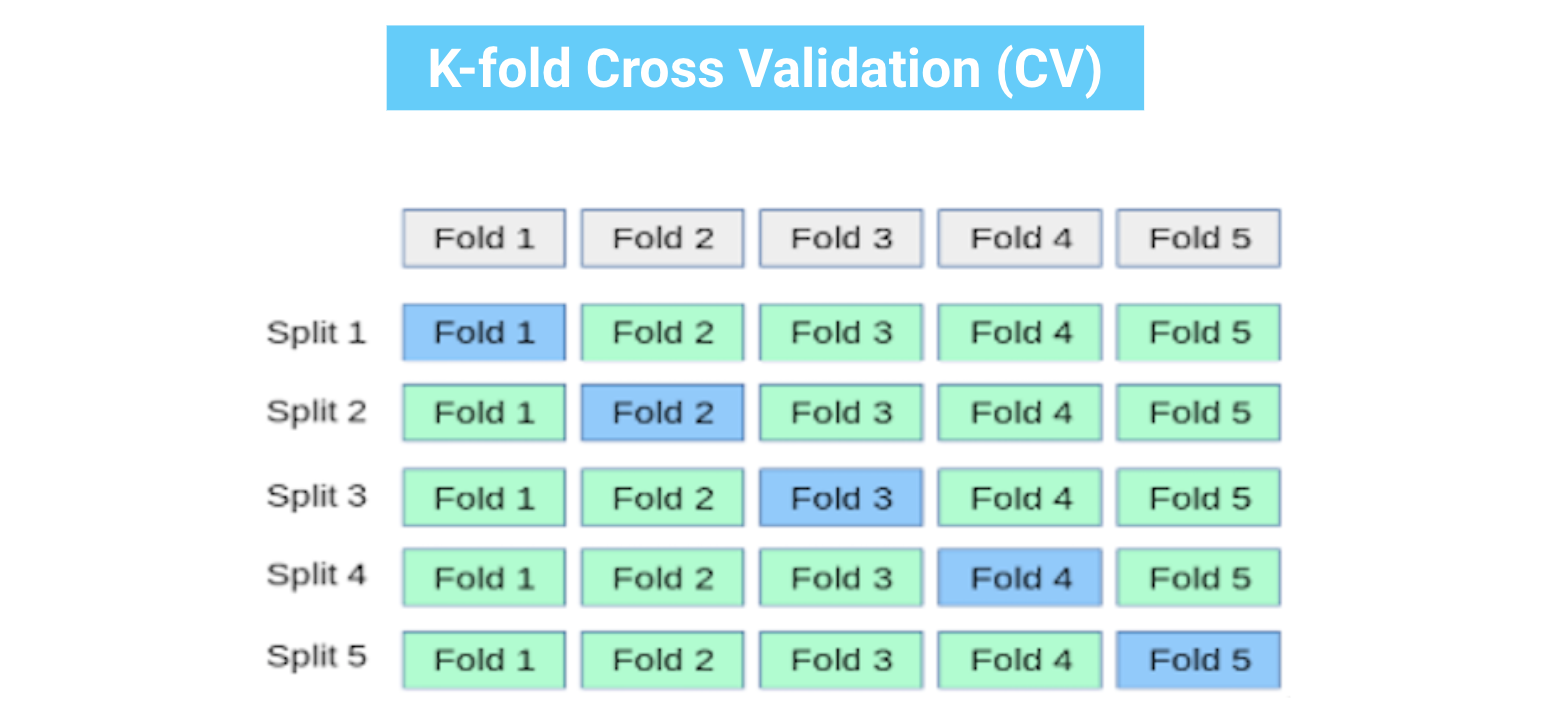 K-fold Cross Validation (CV)
Fold 1 Fold 2 Fold 3 Fold 4 Fold 5
Split 1 Fold 1 Fold 2 Fold 3 Fold 4 Fold 5
Split 2 Fold 1 Fold 2 Fold 3 Fold 4 Fold 5
Split 3 Fold 1 Fold 2 Fold 3 Fold 4 Fold 5
Split 4 Fold 1 Fold 2 Fold 3 Fold 4 Fold 5
Split 5 Fold 1 Fold 2 Fold 3 Fold 4 Fold 5